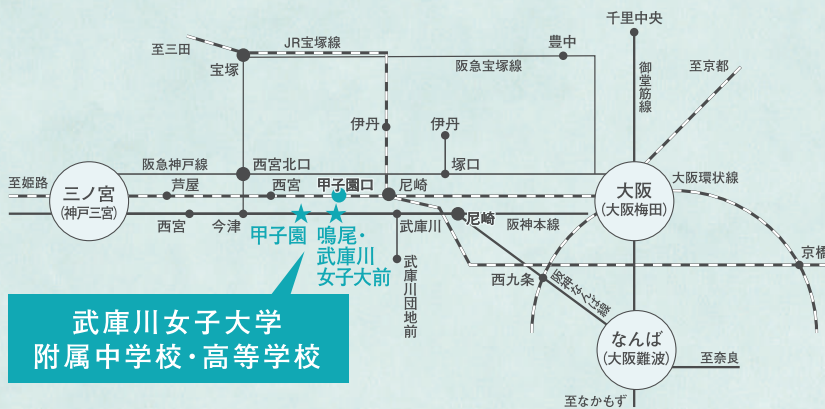 千里中央
至三田
JR宝塚線
宝塚
豊中
阪急宝塚線
御堂筋線
至京都
伊丹
伊丹
阪急神戸線
西宮北口
塚口
至姫路
三ノ宮
(神戸三宮)
芦屋
西宮
甲子園口
尼崎
大阪
(大阪梅田)
大阪環状線
西宮
今津
甲子園
鳴尾・
武庫川
女子大前
武庫川
尼崎
阪神本線
武庫川団地前
西九条
阪神なんば線
京橋
武庫川女子大学
附属中学校・高等学校
なんば
(大阪難波)
至奈良
至なかもず